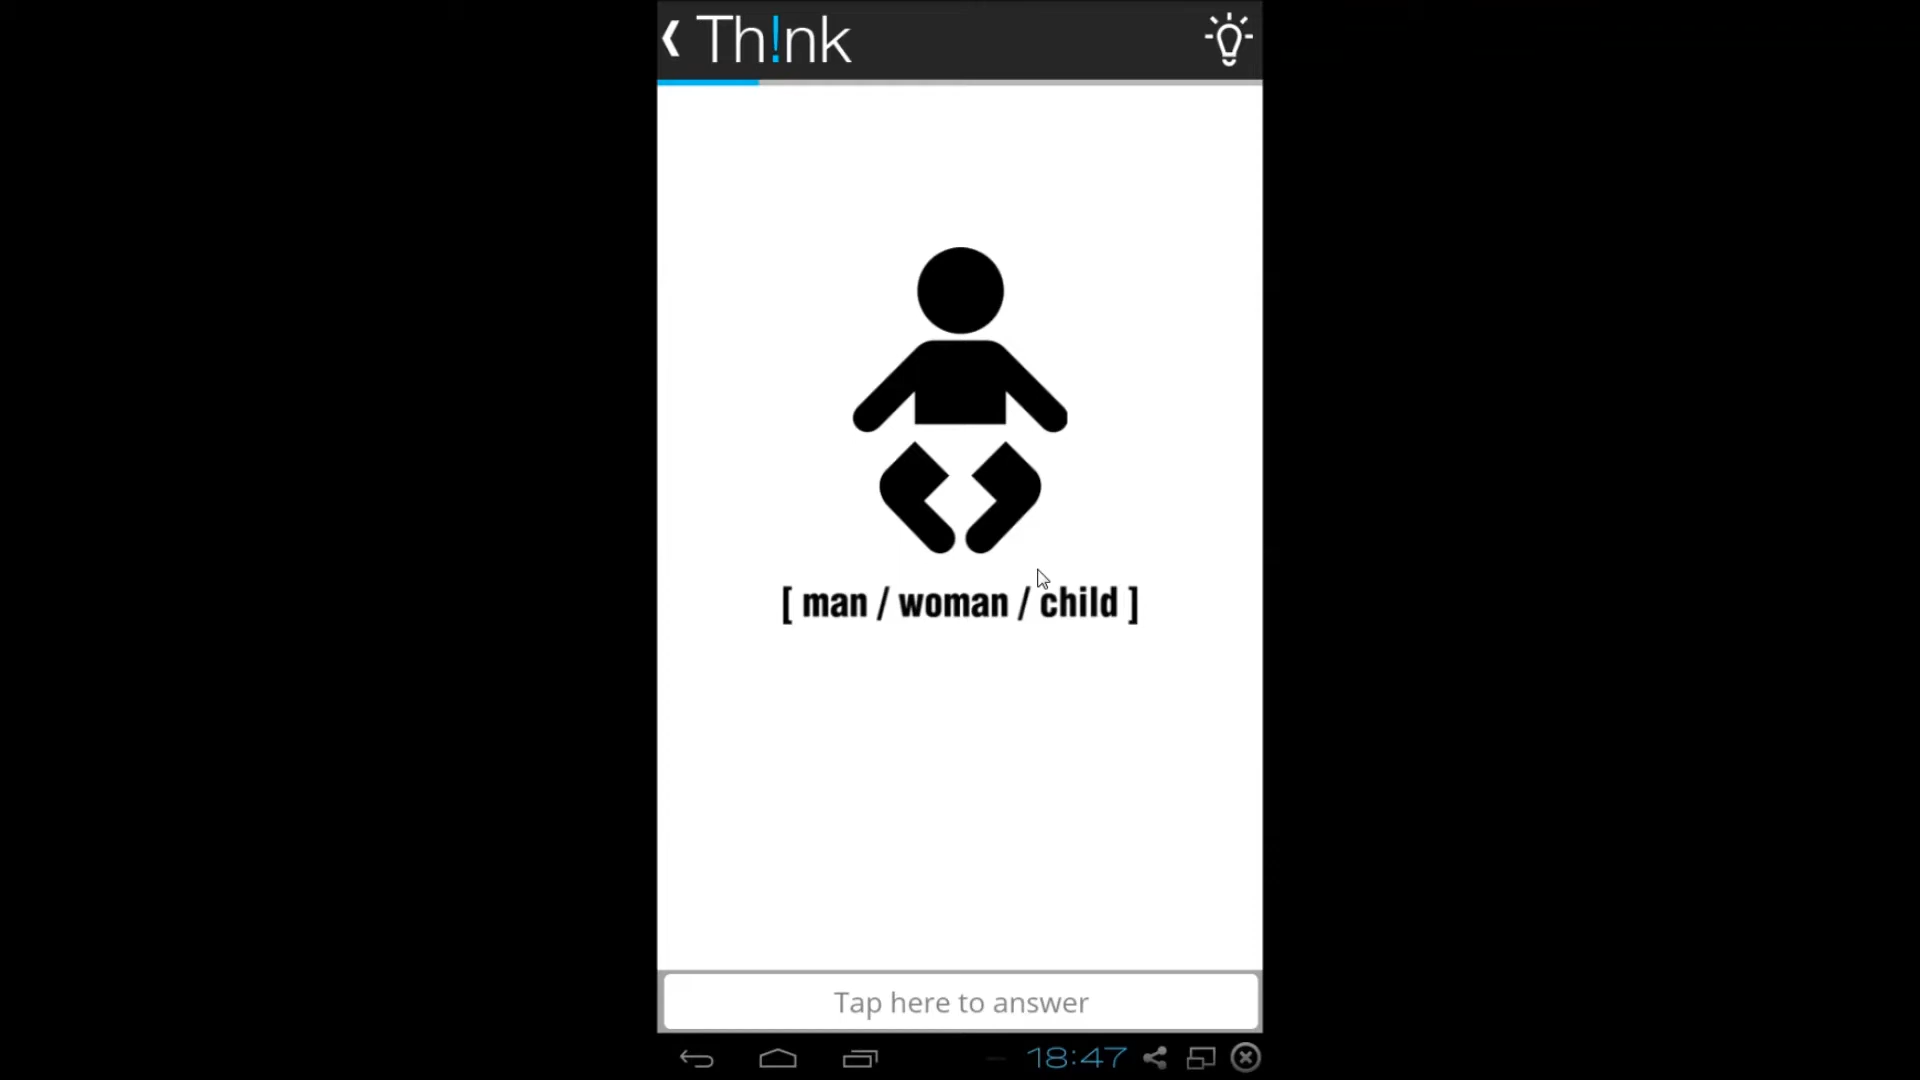 Th!nk
[ man / woman / child ]
Tap here to answer
18:47